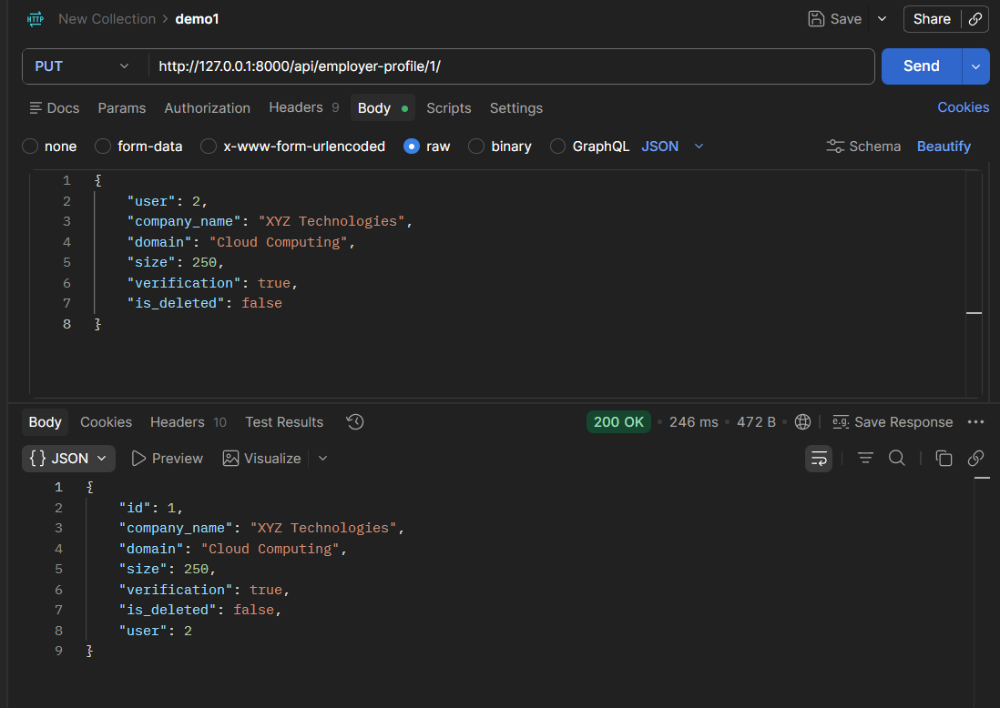 HTTP New Collection > demo1 Save Share
PUT http://127.0.0.1:8000/api/employer-profile/1/ Send
Docs Params Authorization Headers 9 Body Scripts Settings Cookies
none form-data x-www-form-urlencoded raw binary GraphQL JSON Schema Beautify
1 {
2 "user": 2,
3 "company_name": "XYZ Technologies",
4 "domain": "Cloud Computing",
5 "size": 250,
6 "verification": true,
7 "is_deleted": false
8 }
Body Cookies Headers 10 Test Results 200 OK • 246 ms • 472 B • e.g. Save Response
{} JSON Preview Visualize
1 {
2 "id": 1,
3 "company_name": "XYZ Technologies",
4 "domain": "Cloud Computing",
5 "size": 250,
6 "verification": true,
7 "is_deleted": false,
8 "user": 2
9 }